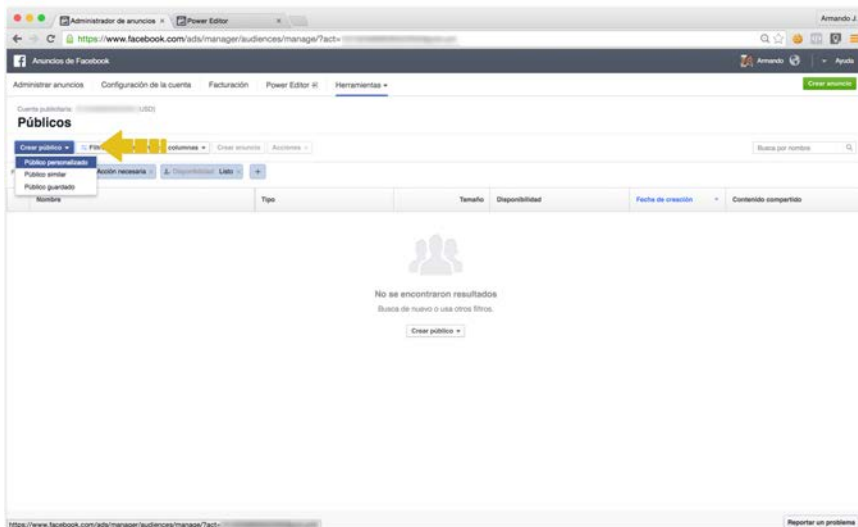 Administrador de anuncios × Power Editor ×
Armando J.
https://www.facebook.com/ads/manager/audiences/manage/?act=
Anuncios de Facebook Armando Ayuda
Administrar anuncios Configuración de la cuenta Facturación Power Editor Herramientas Crear anuncio
Cuenta publicitaria: USD)
Públicos
Crear público columnas Crear anuncio Acciones Busca por nombre
Público personalizado
Acción necesaria Disponibilidad: Listo +
Público similar
Público guardado
Nombre Tipo Tamaño Disponibilidad Fecha de creación Contenido compartido
No se encontraron resultados
Busca de nuevo o usa otros filtros.
Crear público
https://www.facebook.com/ads/manager/audiences/manage/?act=
Reportar un problema